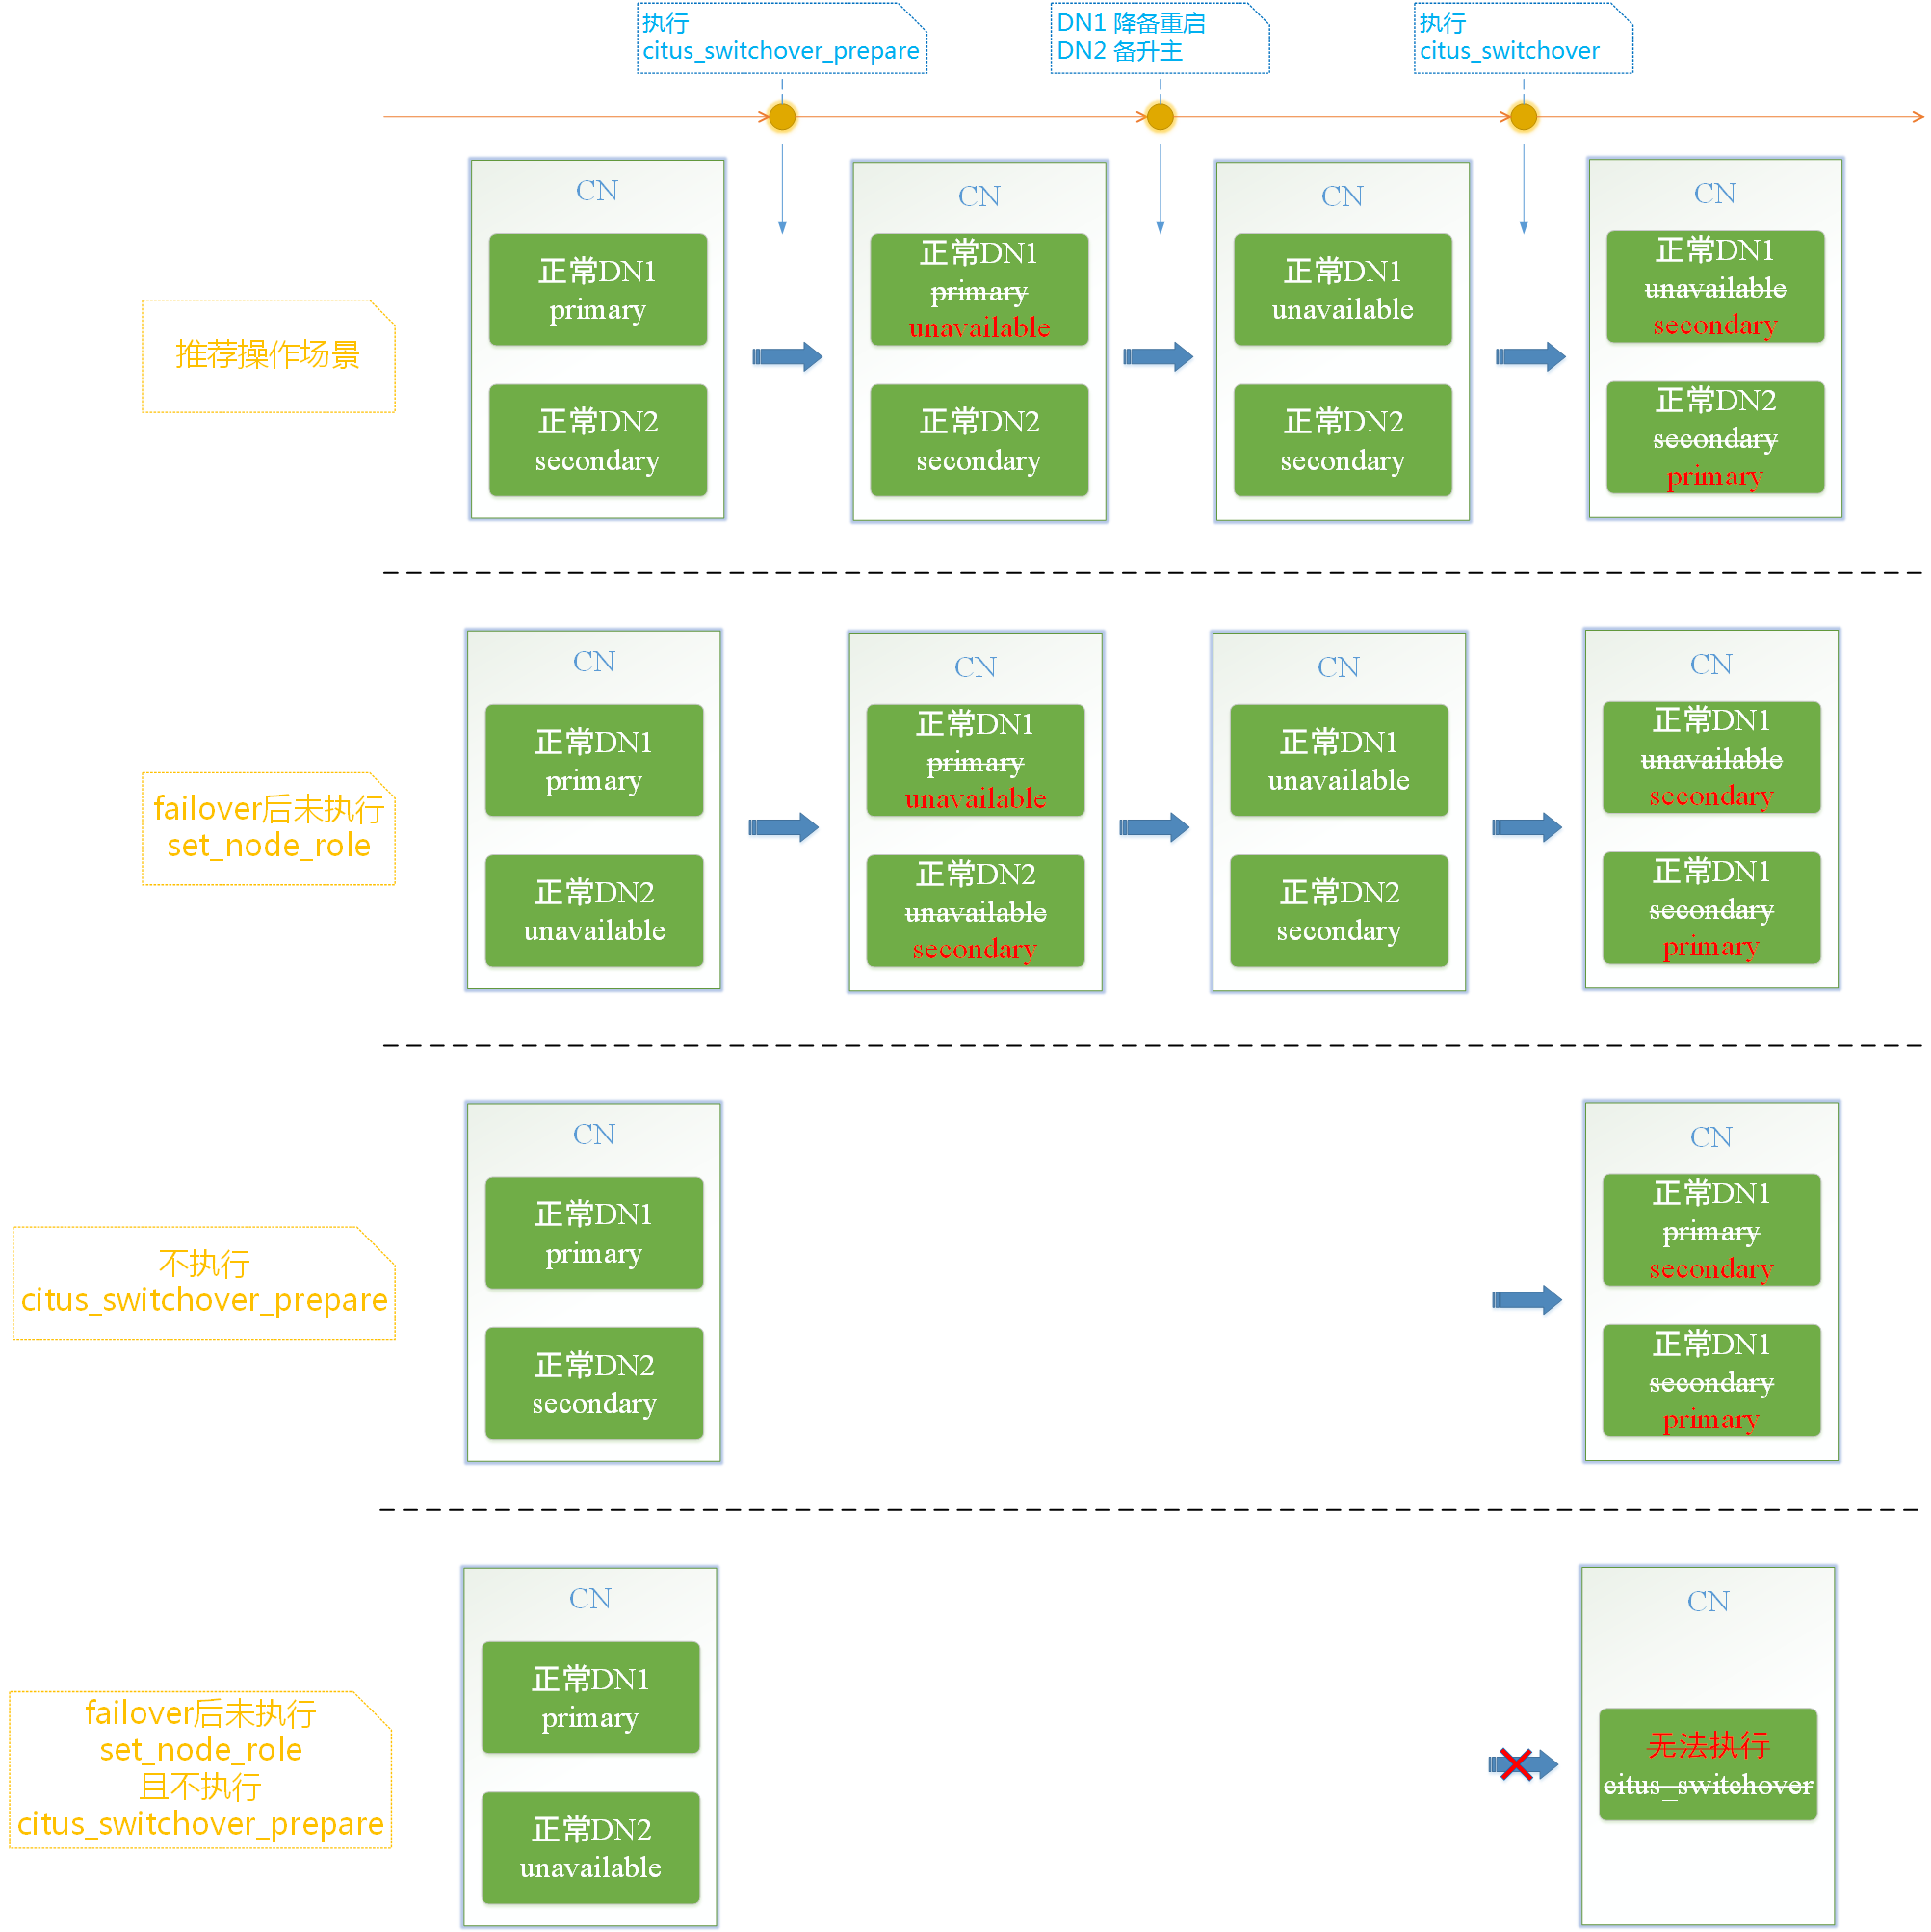 执行
citus_switchover_prepare
DN1 降备重启
DN2 备升主
执行
citus_switchover
推荐操作场景
CN
正常DN1
primary
正常DN2
secondary
CN
正常DN1
primary
unavailable
正常DN2
secondary
CN
正常DN1
unavailable
正常DN2
secondary
CN
正常DN1
unavailable
secondary
正常DN2
secondary
primary
failover后未执行
set_node_role
CN
正常DN1
primary
正常DN2
unavailable
CN
正常DN1
primary
unavailable
正常DN2
unavailable
secondary
CN
正常DN1
unavailable
正常DN2
secondary
CN
正常DN1
unavailable
secondary
正常DN1
secondary
primary
不执行
citus_switchover_prepare
CN
正常DN1
primary
正常DN2
secondary
CN
正常DN1
primary
secondary
正常DN1
secondary
primary
failover后未执行
set_node_role
且不执行
citus_switchover_prepare
CN
正常DN1
primary
正常DN2
unavailable
CN
无法执行
citus_switchover